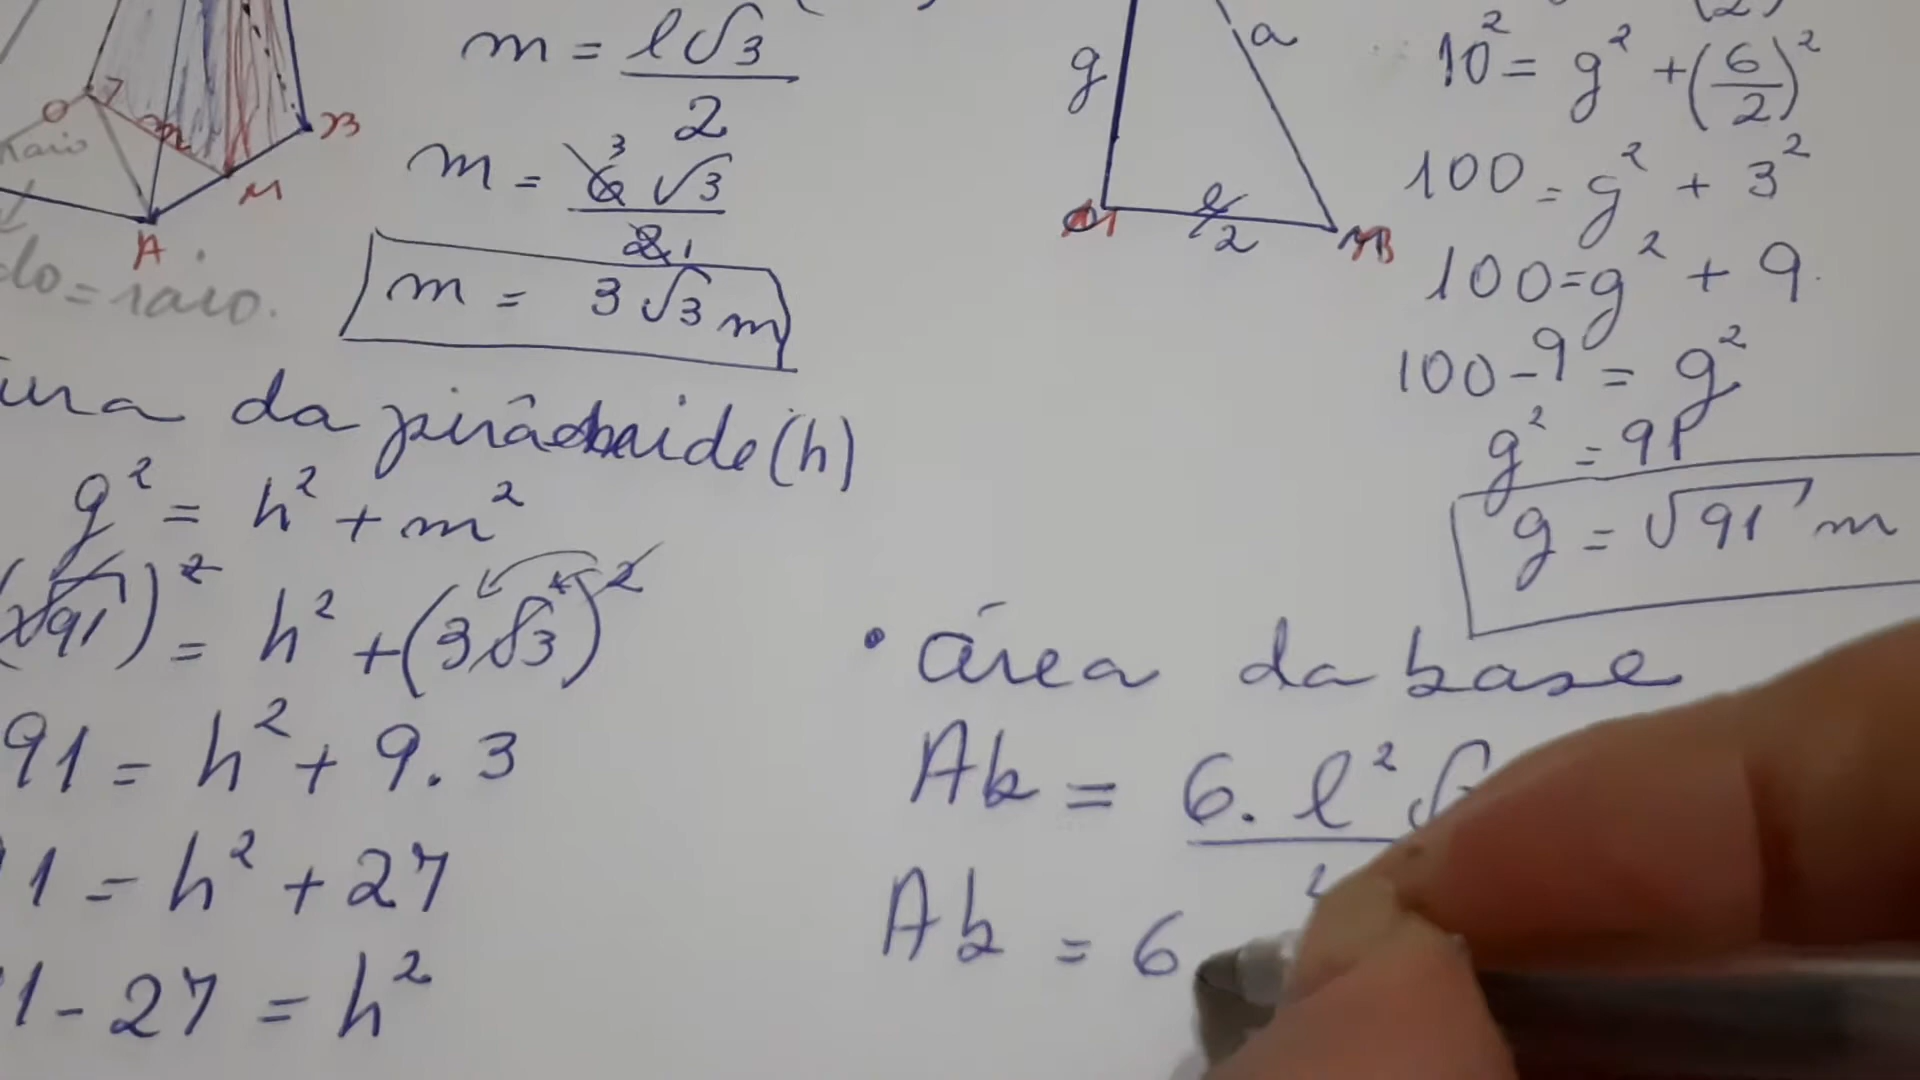 m = l√3 / 2
m = 6 3 √3 / 2 1
m = 3√3 m
O
raio
m
B
M
A
= raio.
g
a
l/2
M
B
10² = g² + (6/2)²
100 = g² + 3²
100 = g² + 9.
100 - 9 = g²
g² = 91
g = √91 m
da pirâmide (h)
g² = h² + m²
(√91)² = h² + (3√3)²
91 = h² + 9 . 3
1 = h² + 27
1 - 27 = h²
• área da base
Ab = 6 . l² √
Ab = 6